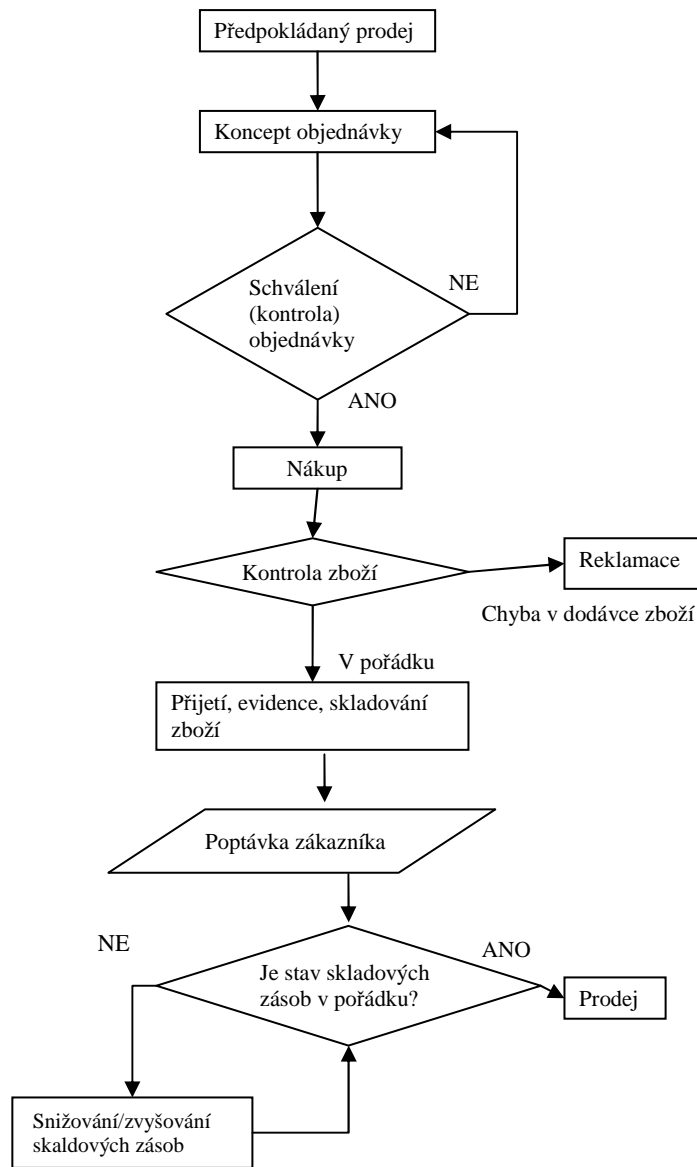 Předpokládaný prodej
Koncept objednávky
NE
Schválení
(kontrola)
objednávky
ANO
Nákup
Kontrola zboží
Reklamace
Chyba v dodávce zboží
V pořádku
Přijetí, evidence, skladování
zboží
Poptávka zákazníka
NE
ANO
Je stav skladových
zásob v pořádku?
Prodej
Snižování/zvyšování
skaldových zásob